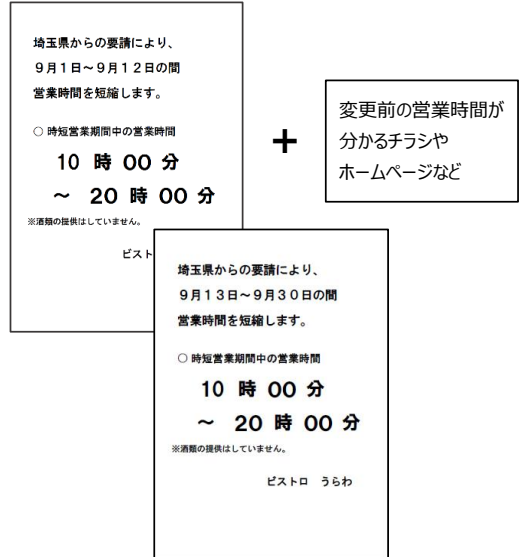 埼玉県からの要請により、
９月１日～９月１２日の間
営業時間を短縮します。
○ 時短営業期間中の営業時間
10 時 00 分
～ 20 時 00 分
※酒類の提供はしていません。
ビスト
＋
変更前の営業時間が
分かるチラシや
ホームページなど
埼玉県からの要請により、
９月１３日～９月３０日の間
営業時間を短縮します。
○ 時短営業期間中の営業時間
10 時 00 分
～ 20 時 00 分
※酒類の提供はしていません。
ビストロ　うらわ